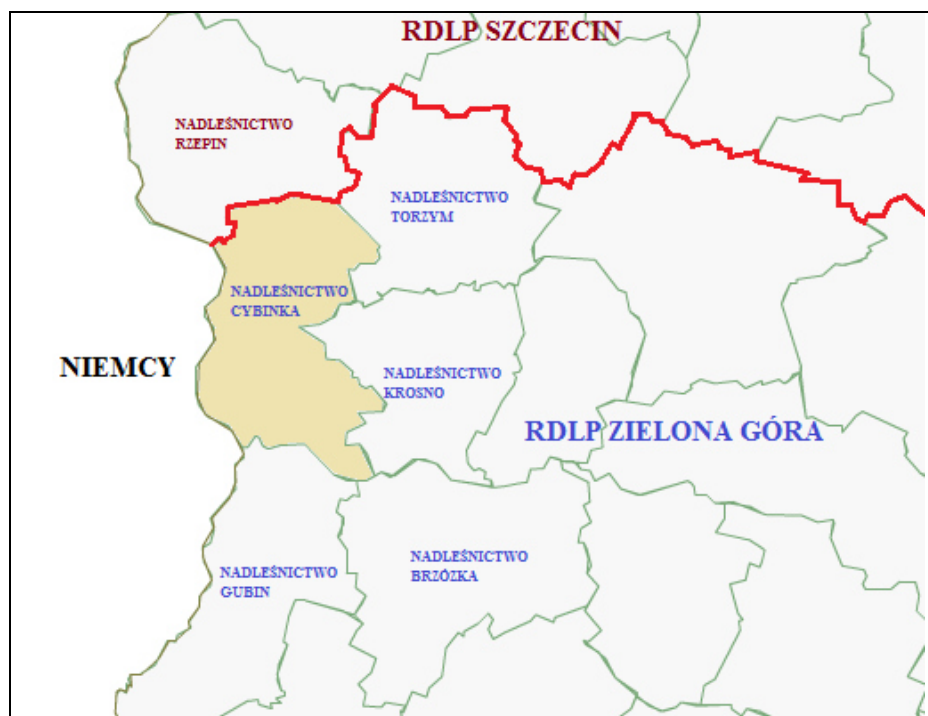 RDLP SZCZECIN
NADLEŚNICTWO
RZEPIN
NADLEŚNICTWO
TORZYM
NADLEŚNICTWO
CYBINKA
NIEMCY
NADLEŚNICTWO
KROSNO
RDLP ZIELONA GÓRA
NADLEŚNICTWO
GUBIN
NADLEŚNICTWO
BRZÓZKA